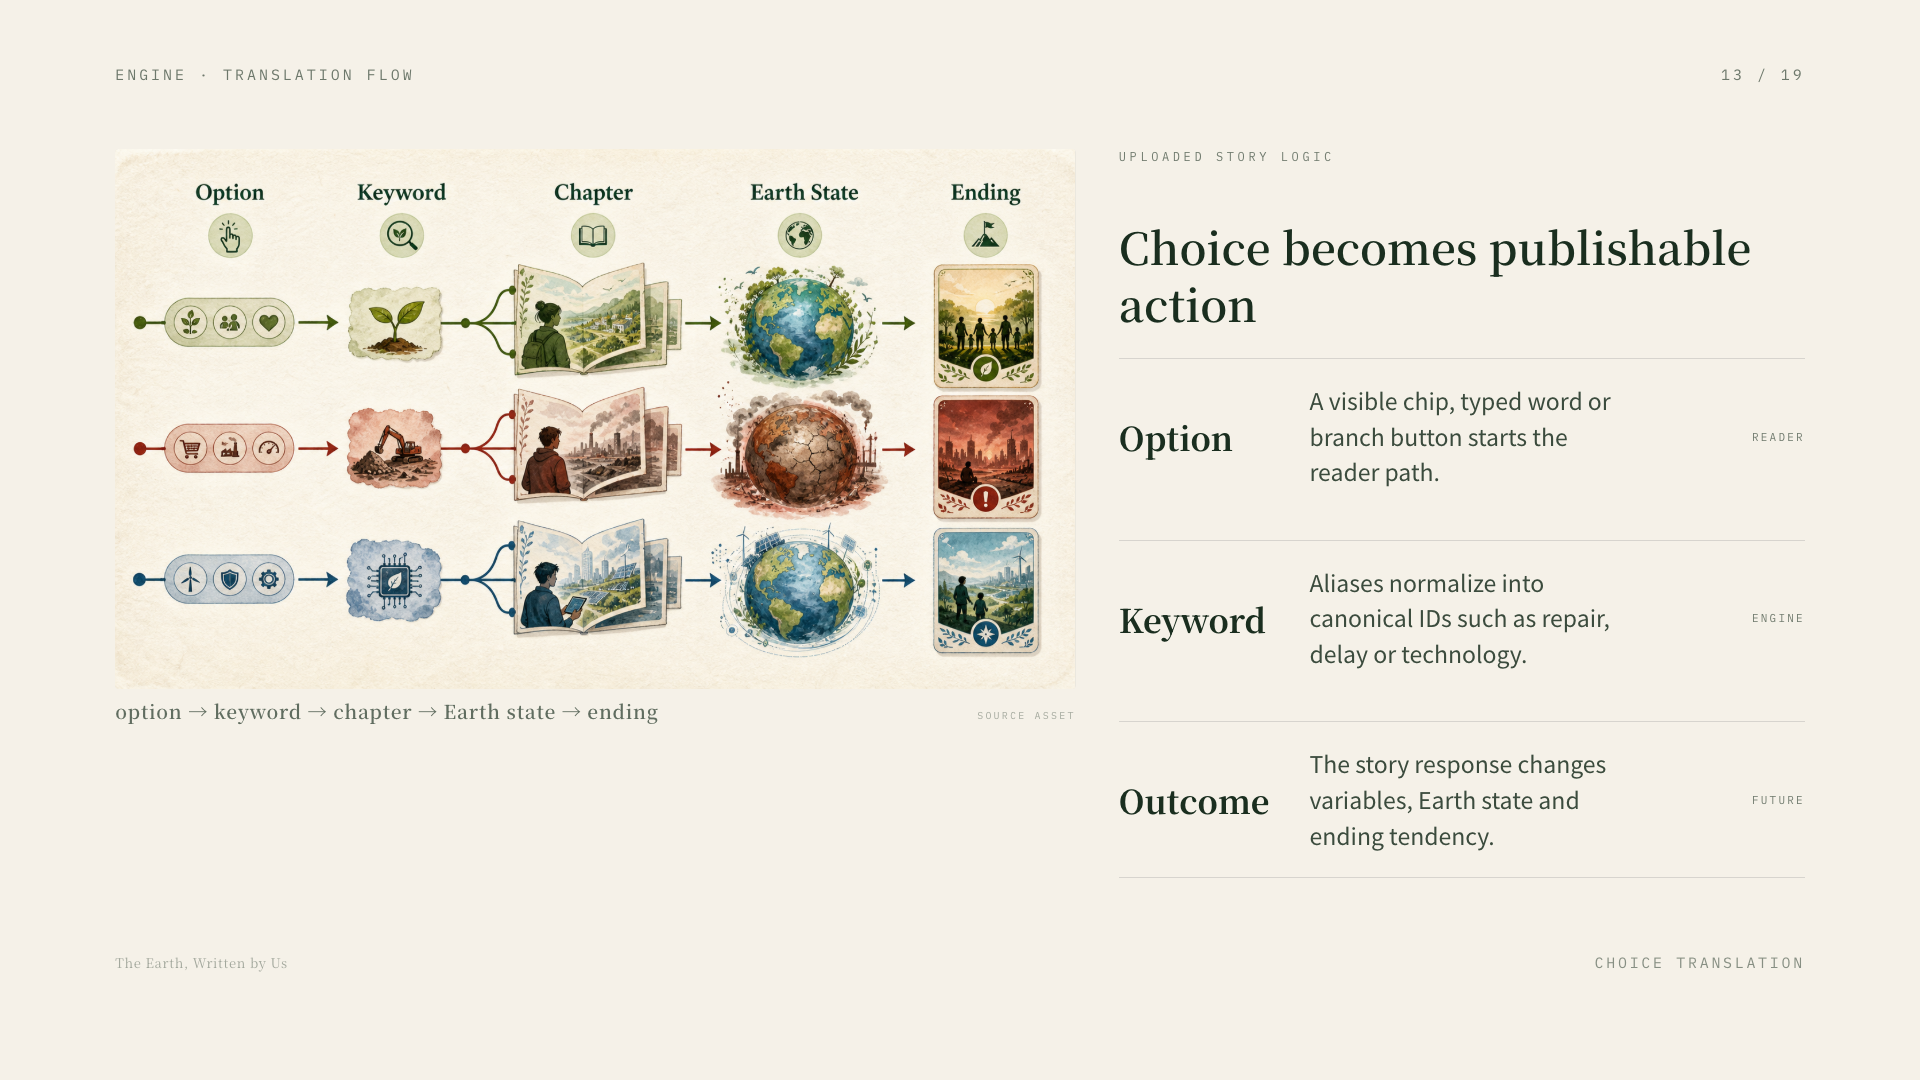 ENGINE · TRANSLATION FLOW
13 / 19
Option
Keyword
Chapter
Earth State
Ending
option → keyword → chapter → Earth state → ending
SOURCE ASSET
UPLOADED STORY LOGIC
Choice becomes publishable
action
Option
A visible chip, typed word or
branch button starts the
reader path.
READER
Keyword
Aliases normalize into
canonical IDs such as repair,
delay or technology.
ENGINE
Outcome
The story response changes
variables, Earth state and
ending tendency.
FUTURE
The Earth, Written by Us
CHOICE TRANSLATION